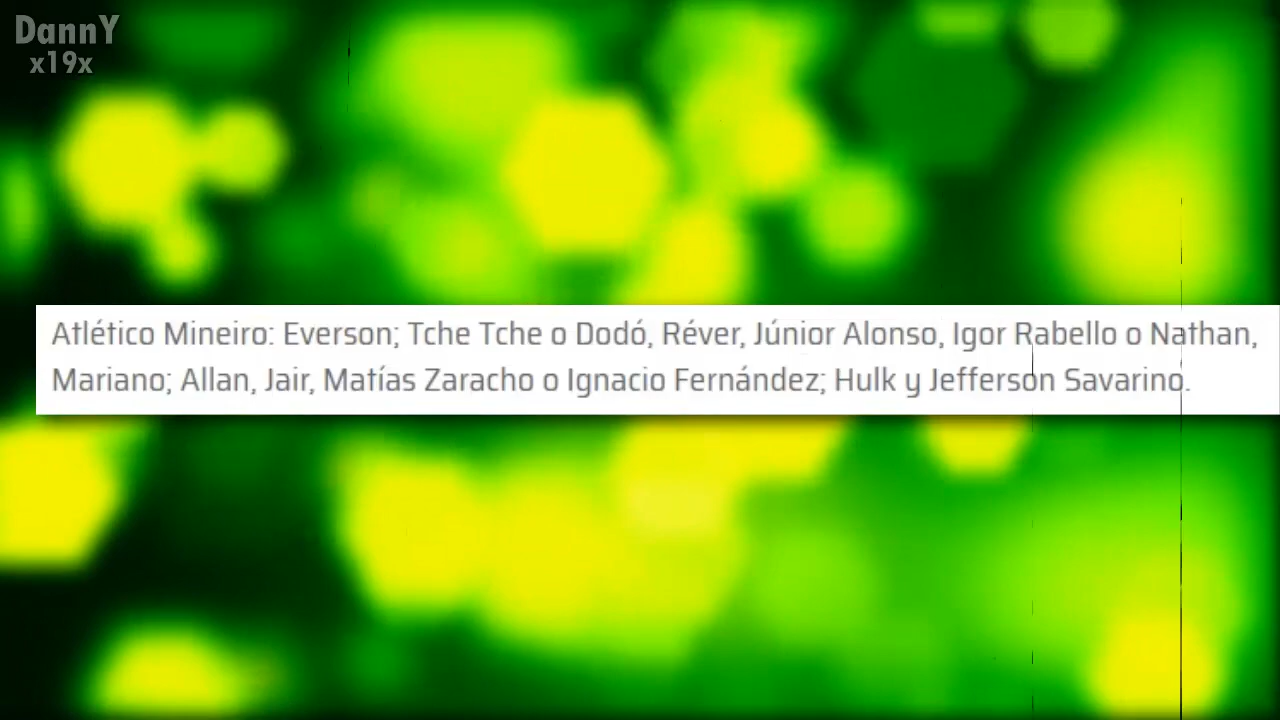 DannY
x19x
Atlético Mineiro: Everson; Tche Tche o Dodó, Réver, Júnior Alonso, Igor Rabello o Nathan,
Mariano; Allan, Jair, Matías Zaracho o Ignacio Fernández; Hulk y Jefferson Savarino.